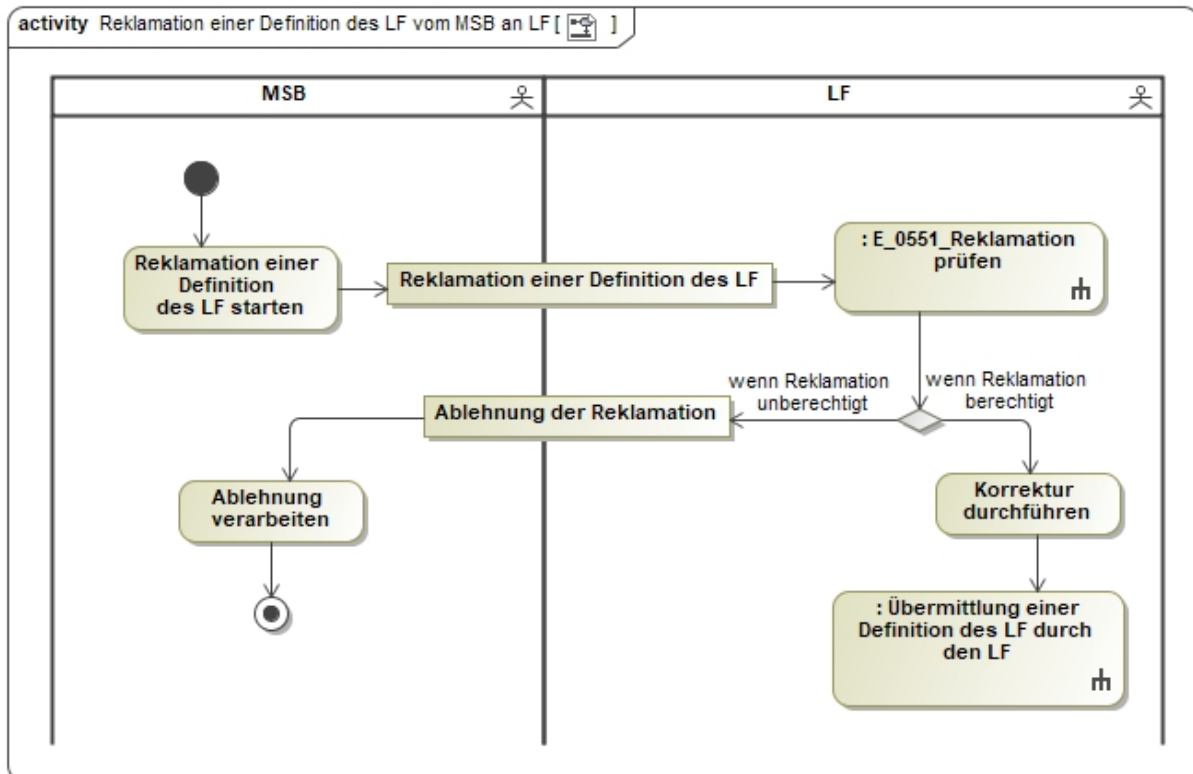 activity Reklamation einer Definition des LF vom MSB an LF [ ]
MSB
LF
Reklamation einer
Definition
des LF starten
Reklamation einer Definition des LF
: E_0551_Reklamation
prüfen
wenn Reklamation
unberechtigt
wenn Reklamation
berechtigt
Ablehnung der Reklamation
Ablehnung
verarbeiten
Korrektur
durchführen
: Übermittlung einer
Definition des LF durch
den LF